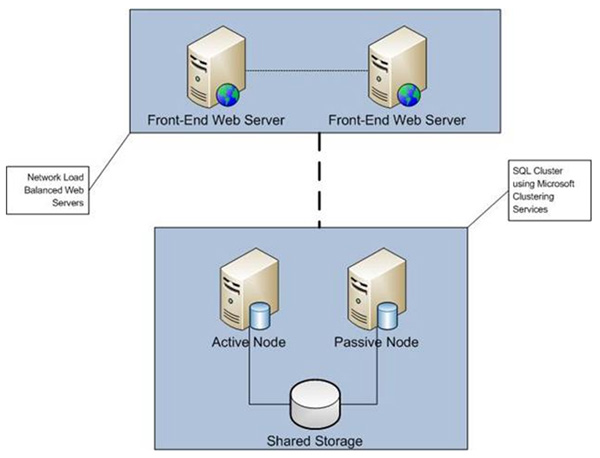 Front-End Web Server
Front-End Web Server
Network Load
Balanced Web
Servers
SQL Cluster
using Microsoft
Clustering
Services
Active Node
Passive Node
Shared Storage